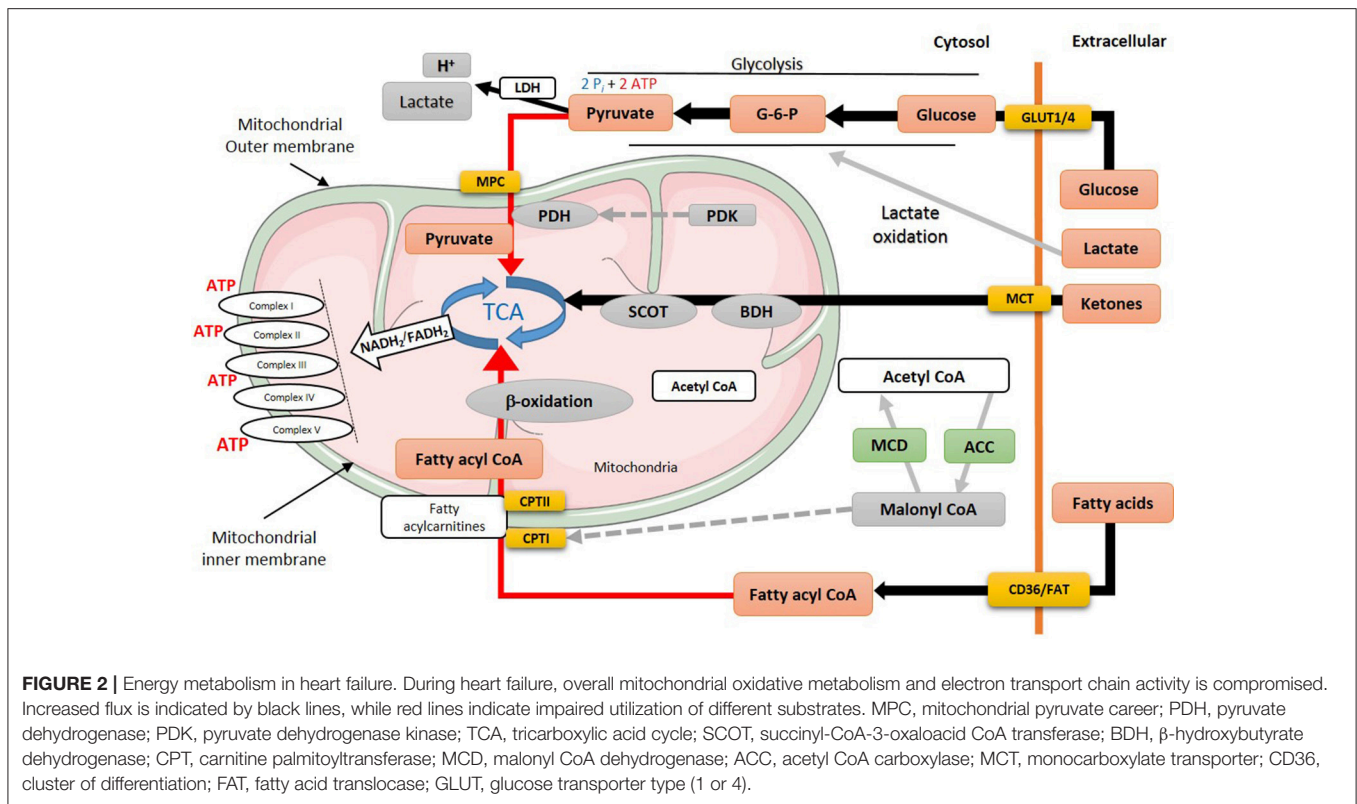 Cytosol
Extracellular
Glycolysis
H⁺
Lactate
LDH
2 Pᵢ + 2 ATP
Pyruvate
G-6-P
Glucose
GLUT1/4
Mitochondrial
Outer membrane
MPC
Glucose
PDH
PDK
Lactate
oxidation
Lactate
Pyruvate
ATP
Complex I
TCA
SCOT
BDH
MCT
Ketones
ATP
Complex II
NADH₂/FADH₂
Complex III
Acetyl CoA
Acetyl CoA
ATP
Complex IV
β-oxidation
Complex V
ATP
MCD
ACC
Fatty acyl CoA
Mitochondria
Fatty
acylcarnitines
CPTII
Malonyl CoA
Fatty acids
CPTI
Mitochondrial
inner membrane
Fatty acyl CoA
CD36/FAT
FIGURE 2 | Energy metabolism in heart failure. During heart failure, overall mitochondrial oxidative metabolism and electron transport chain activity is compromised.
Increased flux is indicated by black lines, while red lines indicate impaired utilization of different substrates. MPC, mitochondrial pyruvate career; PDH, pyruvate
dehydrogenase; PDK, pyruvate dehydrogenase kinase; TCA, tricarboxylic acid cycle; SCOT, succinyl-CoA-3-oxaloacid CoA transferase; BDH, β-hydroxybutyrate
dehydrogenase; CPT, carnitine palmitoyltransferase; MCD, malonyl CoA dehydrogenase; ACC, acetyl CoA carboxylase; MCT, monocarboxylate transporter; CD36,
cluster of differentiation; FAT, fatty acid translocase; GLUT, glucose transporter type (1 or 4).